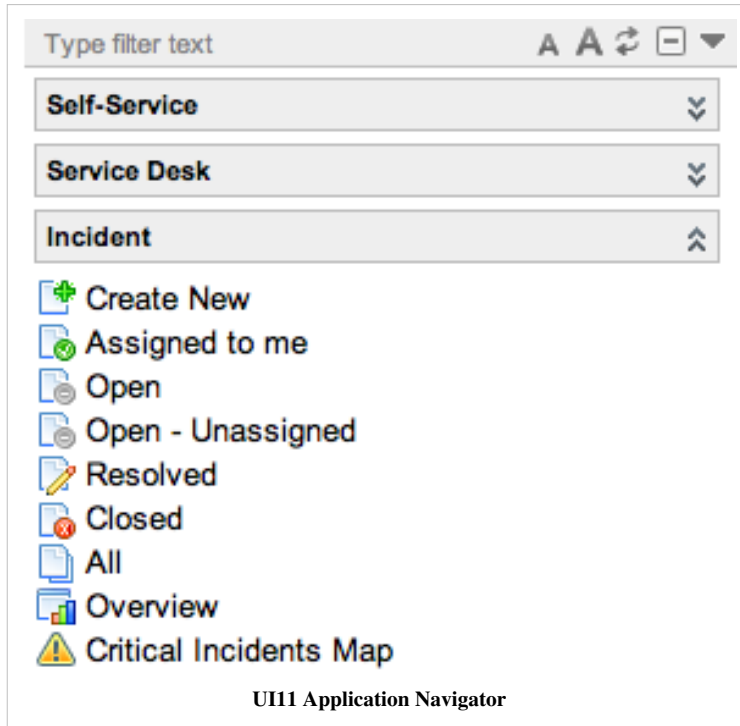 Type filter text A A
Self-Service
Service Desk
Incident
Create New
Assigned to me
Open
Open - Unassigned
Resolved
Closed
All
Overview
Critical Incidents Map
UI11 Application Navigator